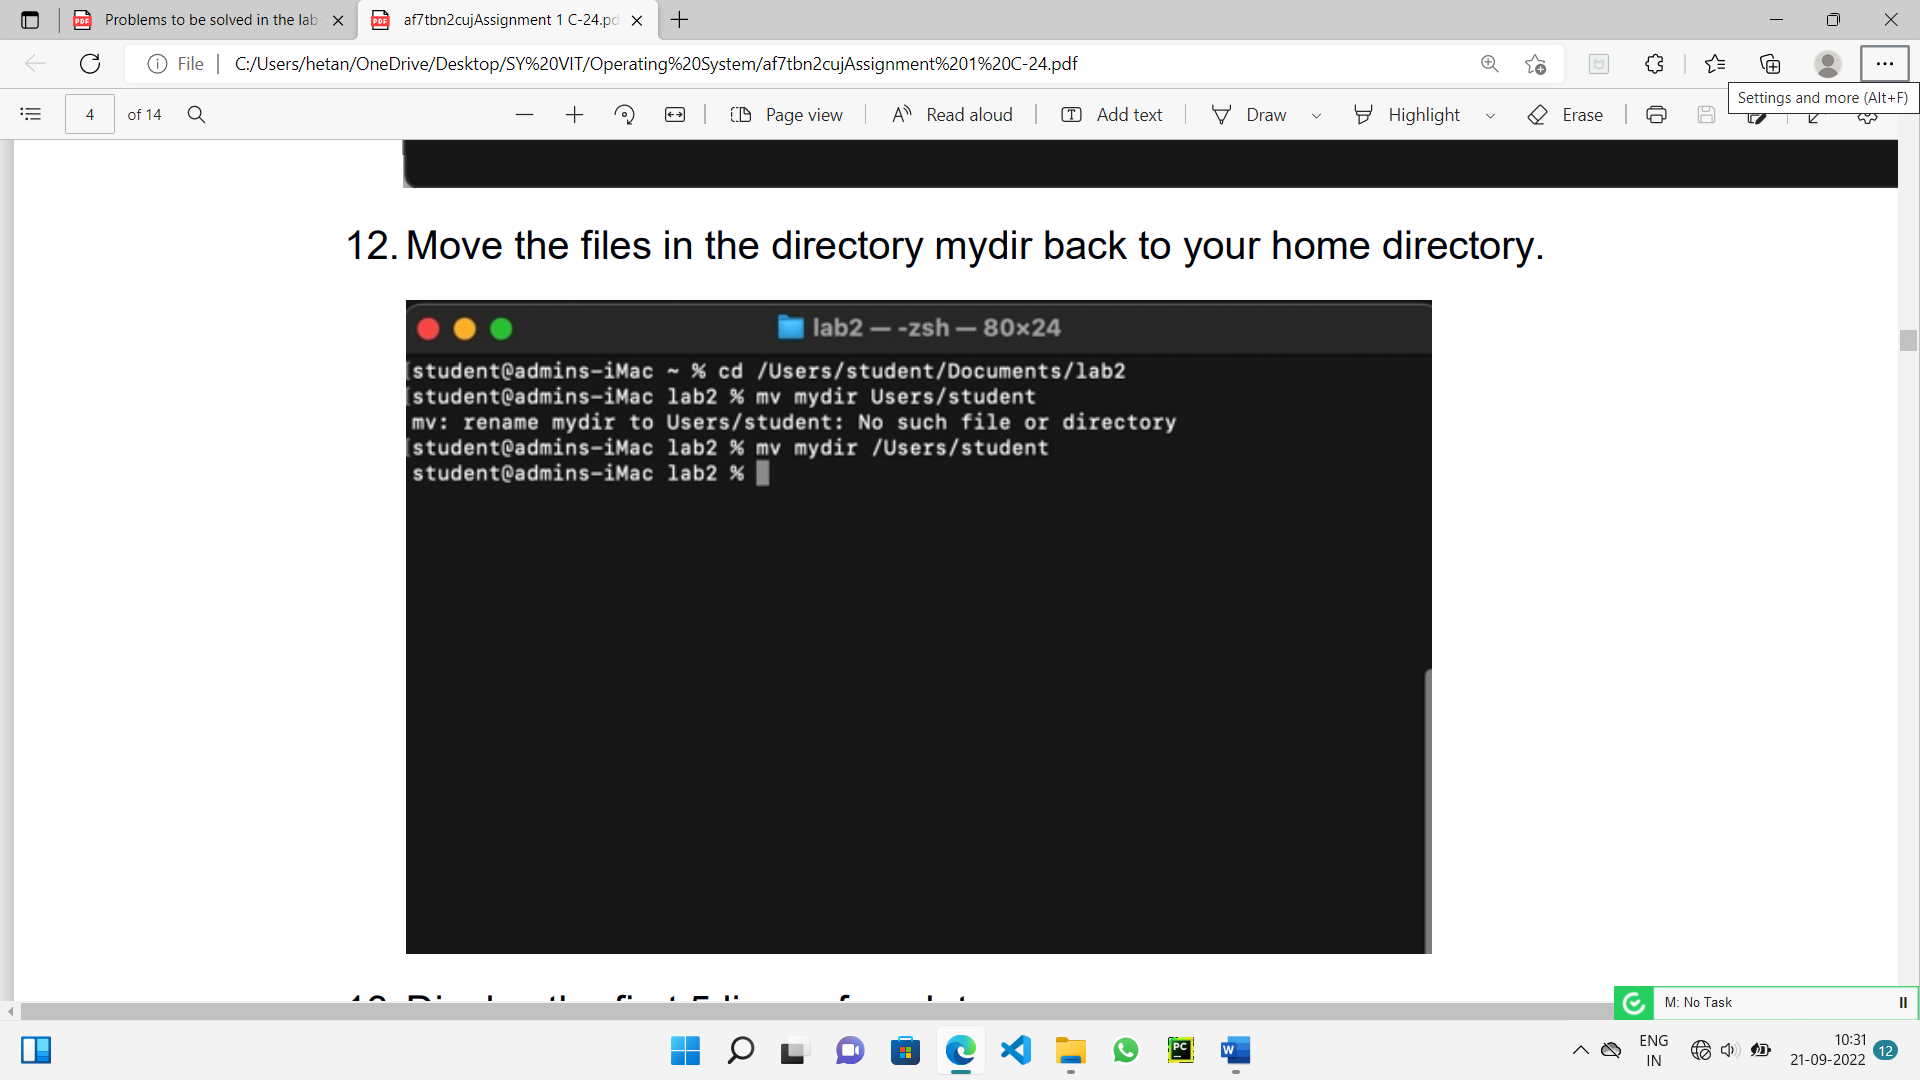 Problems to be solved in the lab
af7tbn2cujAssignment 1 C-24.pd
File
C:/Users/hetan/OneDrive/Desktop/SY%20VIT/Operating%20System/af7tbn2cujAssignment%201%20C-24.pdf
Settings and more (Alt+F)
4 of 14
Page view
Read aloud
Add text
Draw
Highlight
Erase
12. Move the files in the directory mydir back to your home directory.
lab2 — -zsh — 80×24
[student@admins-iMac ~ % cd /Users/student/Documents/lab2
[student@admins-iMac lab2 % mv mydir Users/student
mv: rename mydir to Users/student: No such file or directory
[student@admins-iMac lab2 % mv mydir /Users/student
student@admins-iMac lab2 %
M: No Task
ENG
IN
10:31
21-09-2022
12